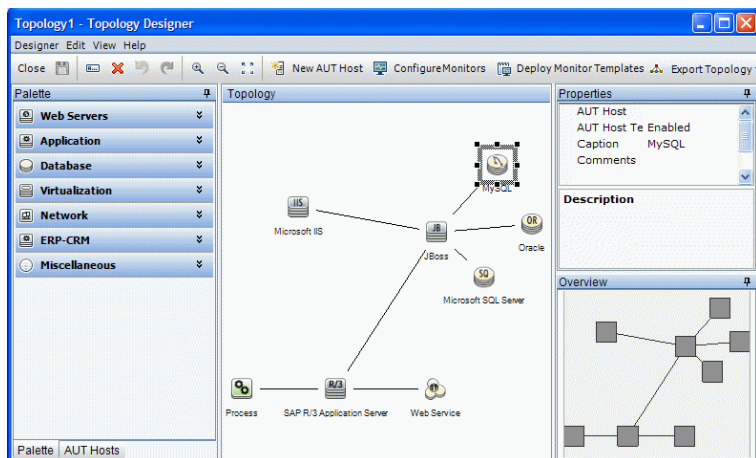 Topology1 - Topology Designer
Designer Edit View Help
Close New AUT Host ConfigureMonitors Deploy Monitor Templates Export Topology
Palette
Web Servers
Application
Database
Virtualization
Network
ERP-CRM
Miscellaneous
Palette AUT Hosts
Topology
MySQL
IIS
Microsoft IIS
JB
JBoss
OR
Oracle
SQ
Microsoft SQL Server
Process
R/3
SAP R/3 Application Server
Web Service
Properties
AUT Host
AUT Host Te Enabled
Caption MySQL
Comments
Description
Overview